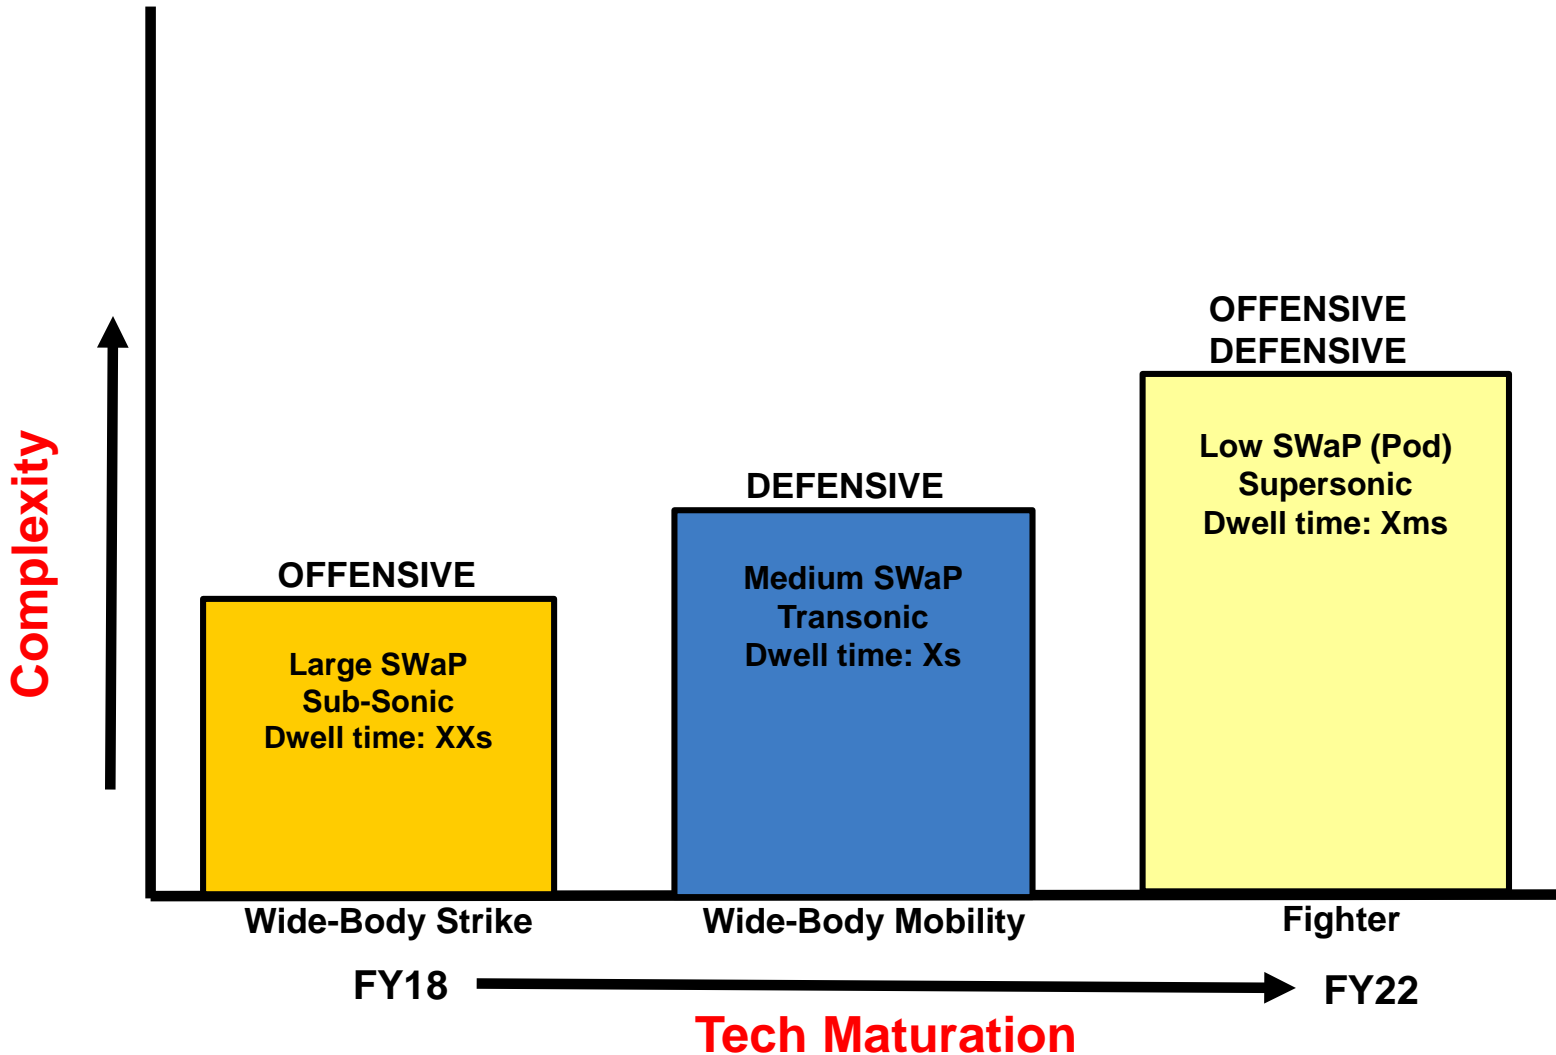 Complexity
OFFENSIVE
Large SWaP
Sub-Sonic
Dwell time: XXs
DEFENSIVE
Medium SWaP
Transonic
Dwell time: Xs
OFFENSIVE
DEFENSIVE
Low SWaP (Pod)
Supersonic
Dwell time: Xms
Wide-Body Strike
Wide-Body Mobility
Fighter
FY18
FY22
Tech Maturation